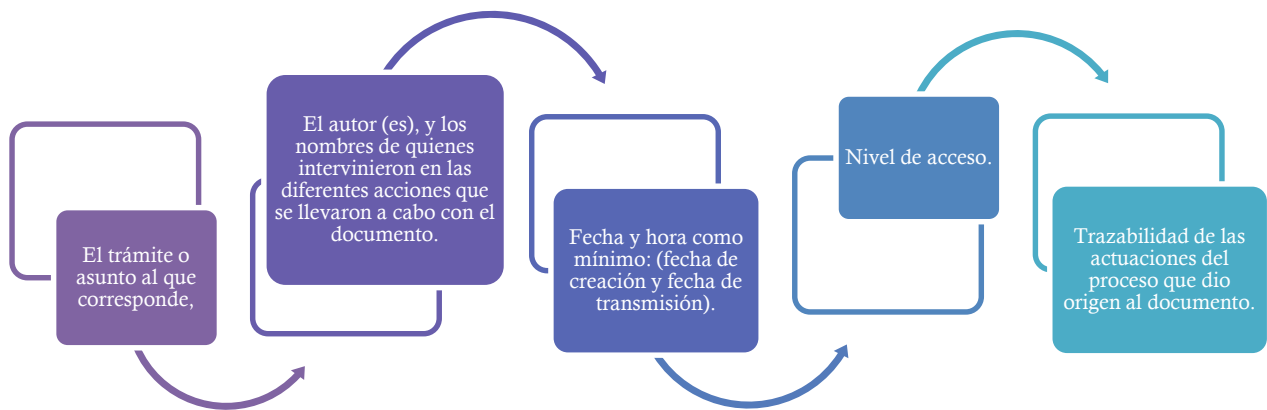 El trámite o
asunto al que
corresponde,
El autor (es), y los
nombres de quienes
intervinieron en las
diferentes acciones que
se llevaron a cabo con el
documento.
Fecha y hora como
mínimo: (fecha de
creación y fecha de
transmisión).
Nivel de acceso.
Trazabilidad de las
actuaciones del
proceso que dio
origen al documento.